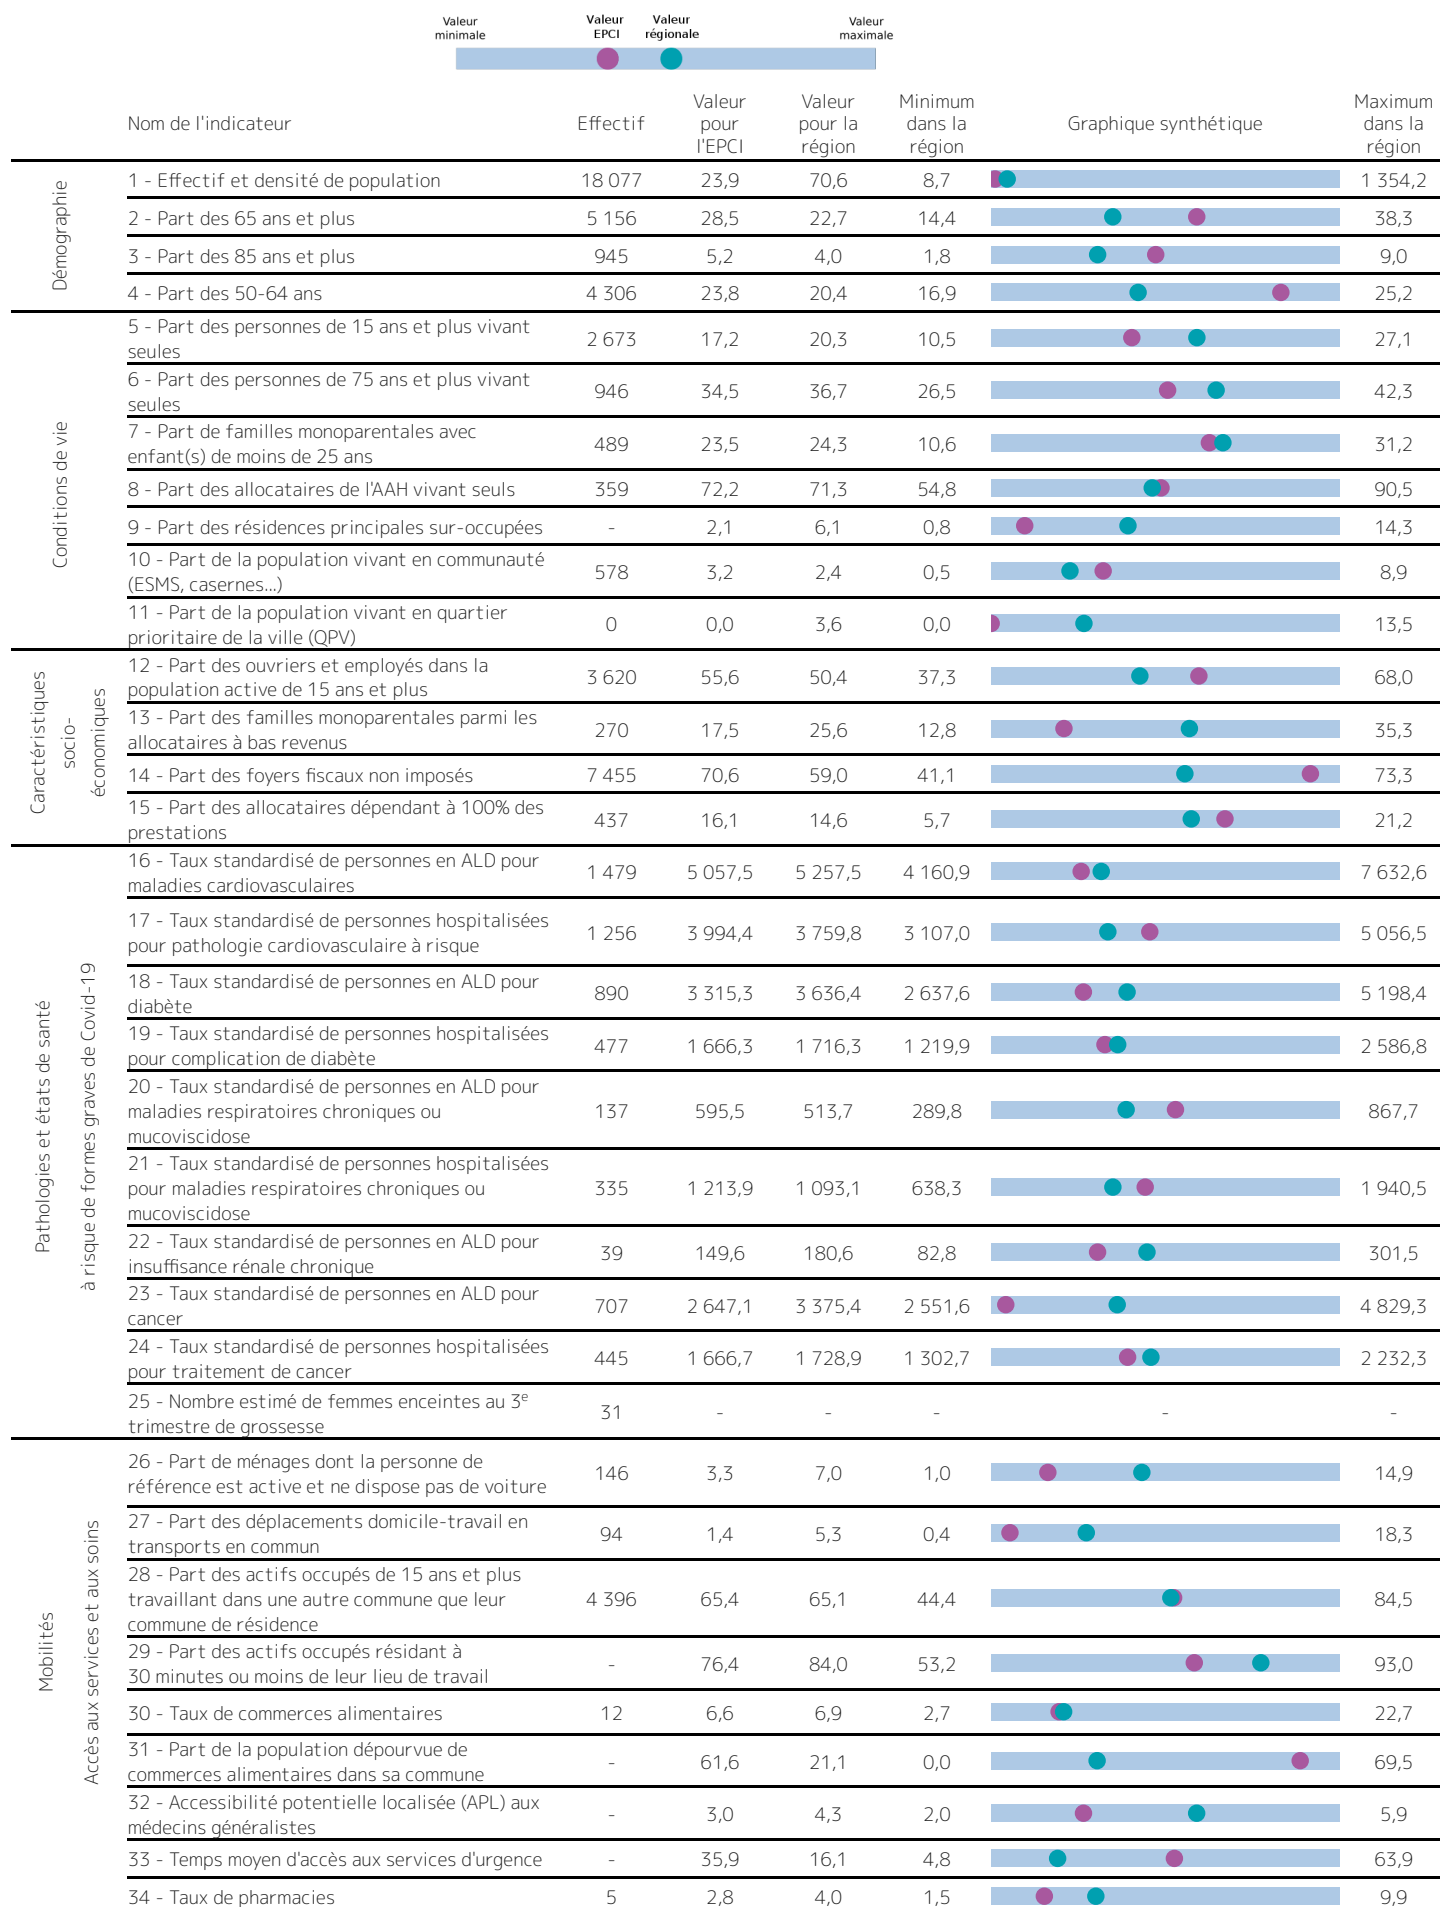 Valeur minimale
Valeur EPCI
Valeur régionale
Valeur maximale
Nom de l'indicateur
Effectif
Valeur pour l'EPCI
Valeur pour la région
Minimum dans la région
Graphique synthétique
Maximum dans la région
Démographie
1 - Effectif et densité de population 18 077 23,9 70,6 8,7 1 354,2
2 - Part des 65 ans et plus 5 156 28,5 22,7 14,4 38,3
3 - Part des 85 ans et plus 945 5,2 4,0 1,8 9,0
4 - Part des 50-64 ans 4 306 23,8 20,4 16,9 25,2
Conditions de vie
5 - Part des personnes de 15 ans et plus vivant
seules 2 673 17,2 20,3 10,5 27,1
6 - Part des personnes de 75 ans et plus vivant
seules 946 34,5 36,7 26,5 42,3
7 - Part de familles monoparentales avec
enfant(s) de moins de 25 ans 489 23,5 24,3 10,6 31,2
8 - Part des allocataires de l'AAH vivant seuls 359 72,2 71,3 54,8 90,5
9 - Part des résidences principales sur-occupées - 2,1 6,1 0,8 14,3
10 - Part de la population vivant en communauté
(ESMS, casernes...) 578 3,2 2,4 0,5 8,9
11 - Part de la population vivant en quartier
prioritaire de la ville (QPV) 0 0,0 3,6 0,0 13,5
Caractéristiques
socio-
économiques
12 - Part des ouvriers et employés dans la
population active de 15 ans et plus 3 620 55,6 50,4 37,3 68,0
13 - Part des familles monoparentales parmi les
allocataires à bas revenus 270 17,5 25,6 12,8 35,3
14 - Part des foyers fiscaux non imposés 7 455 70,6 59,0 41,1 73,3
15 - Part des allocataires dépendant à 100% des
prestations 437 16,1 14,6 5,7 21,2
Pathologies et états de santé
à risque de formes graves de Covid-19
16 - Taux standardisé de personnes en ALD pour
maladies cardiovasculaires 1 479 5 057,5 5 257,5 4 160,9 7 632,6
17 - Taux standardisé de personnes hospitalisées
pour pathologie cardiovasculaire à risque 1 256 3 994,4 3 759,8 3 107,0 5 056,5
18 - Taux standardisé de personnes en ALD pour
diabète 890 3 315,3 3 636,4 2 637,6 5 198,4
19 - Taux standardisé de personnes hospitalisées
pour complication de diabète 477 1 666,3 1 716,3 1 219,9 2 586,8
20 - Taux standardisé de personnes en ALD pour
maladies respiratoires chroniques ou
mucoviscidose 137 595,5 513,7 289,8 867,7
21 - Taux standardisé de personnes hospitalisées
pour maladies respiratoires chroniques ou
mucoviscidose 335 1 213,9 1 093,1 638,3 1 940,5
22 - Taux standardisé de personnes en ALD pour
insuffisance rénale chronique 39 149,6 180,6 82,8 301,5
23 - Taux standardisé de personnes en ALD pour
cancer 707 2 647,1 3 375,4 2 551,6 4 829,3
24 - Taux standardisé de personnes hospitalisées
pour traitement de cancer 445 1 666,7 1 728,9 1 302,7 2 232,3
25 - Nombre estimé de femmes enceintes au 3e
trimestre de grossesse 31 - - - - -
Mobilités
Accès aux services et aux soins
26 - Part de ménages dont la personne de
référence est active et ne dispose pas de voiture 146 3,3 7,0 1,0 14,9
27 - Part des déplacements domicile-travail en
transports en commun 94 1,4 5,3 0,4 18,3
28 - Part des actifs occupés de 15 ans et plus
travaillant dans une autre commune que leur
commune de résidence 4 396 65,4 65,1 44,4 84,5
29 - Part des actifs occupés résidant à
30 minutes ou moins de leur lieu de travail - 76,4 84,0 53,2 93,0
30 - Taux de commerces alimentaires 12 6,6 6,9 2,7 22,7
31 - Part de la population dépourvue de
commerces alimentaires dans sa commune - 61,6 21,1 0,0 69,5
32 - Accessibilité potentielle localisée (APL) aux
médecins généralistes - 3,0 4,3 2,0 5,9
33 - Temps moyen d'accès aux services d'urgence - 35,9 16,1 4,8 63,9
34 - Taux de pharmacies 5 2,8 4,0 1,5 9,9